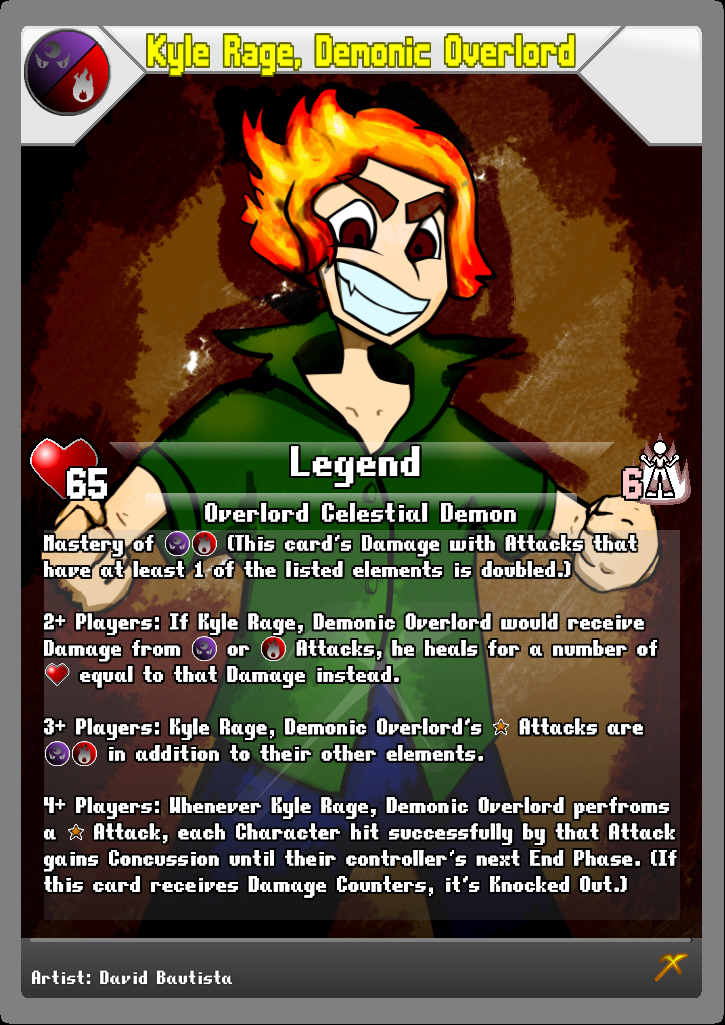 Kyle Rage, Demonic Overlord
Legend
65
6
Overlord Celestial Demon
Mastery of (This card's Damage with Attacks that
have at least 1 of the listed elements is doubled.)
2+ Players: If Kyle Rage, Demonic Overlord would receive
Damage from or Attacks, he heals for a number of
equal to that Damage instead.
3+ Players: Kyle Rage, Demonic Overlord's Attacks are
in addition to their other elements.
4+ Players: Whenever Kyle Rage, Demonic Overlord perfroms
a Attack, each Character hit successfully by that Attack
gains Concussion until their controller's next End Phase. (If
this card receives Damage Counters, it's Knocked Out.)
Artist: David Bautista